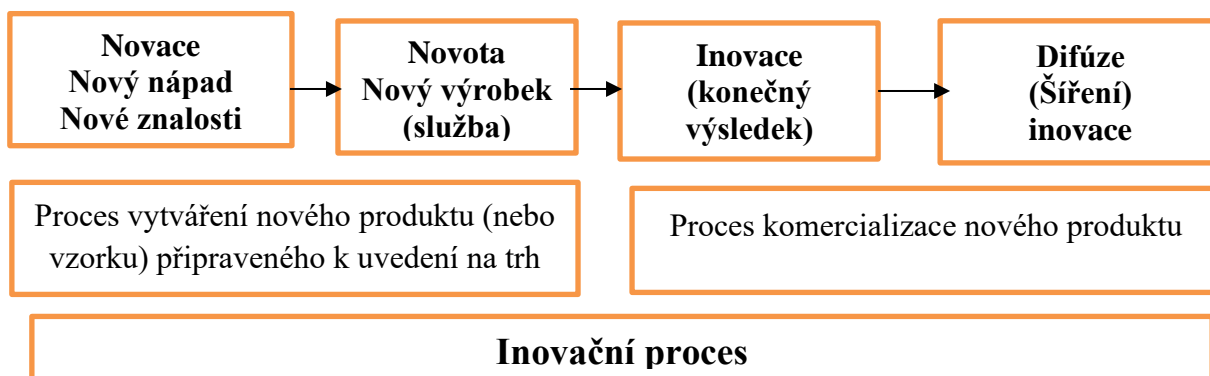 Novace
Nový nápad
Nové znalosti
Novota
Nový výrobek
(služba)
Inovace
(konečný
výsledek)
Difúze
(Šíření)
inovace
Proces vytváření nového produktu (nebo
vzorku) připraveného k uvedení na trh
Proces komercializace nového produktu
Inovační proces